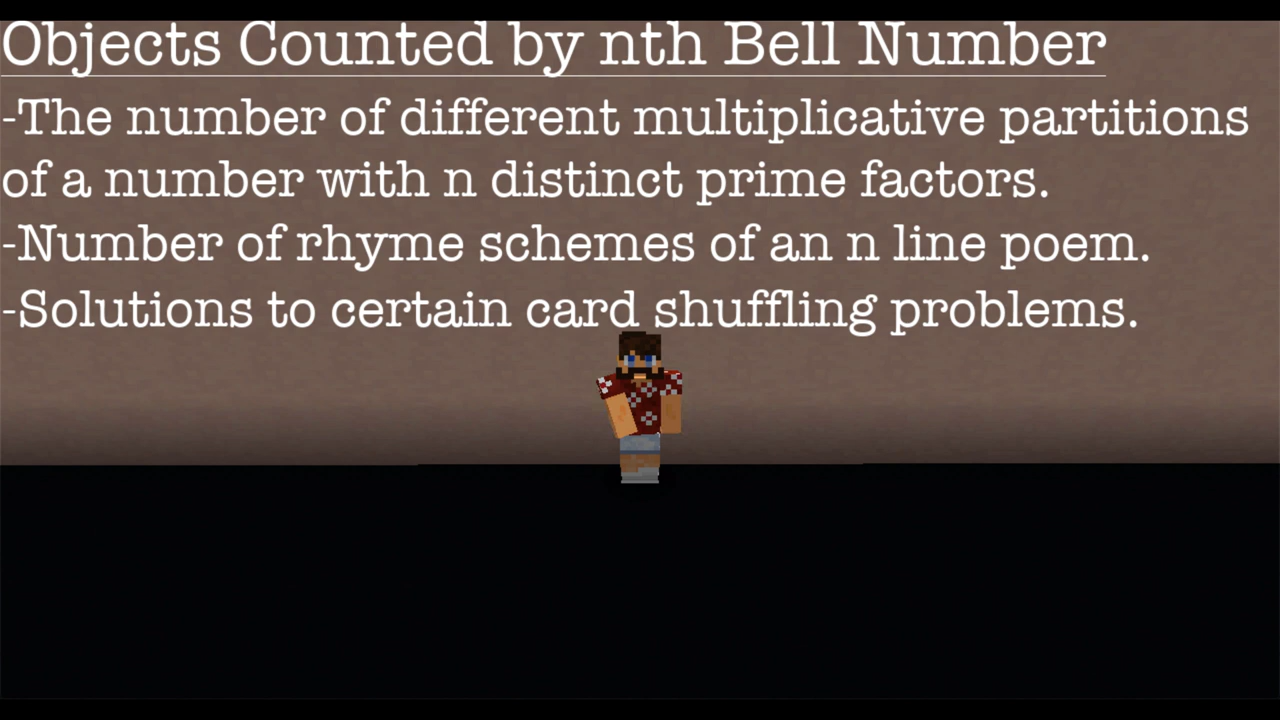 Objects Counted by nth Bell Number
-The number of different multiplicative partitions
of a number with n distinct prime factors.
-Number of rhyme schemes of an n line poem.
-Solutions to certain card shuffling problems.